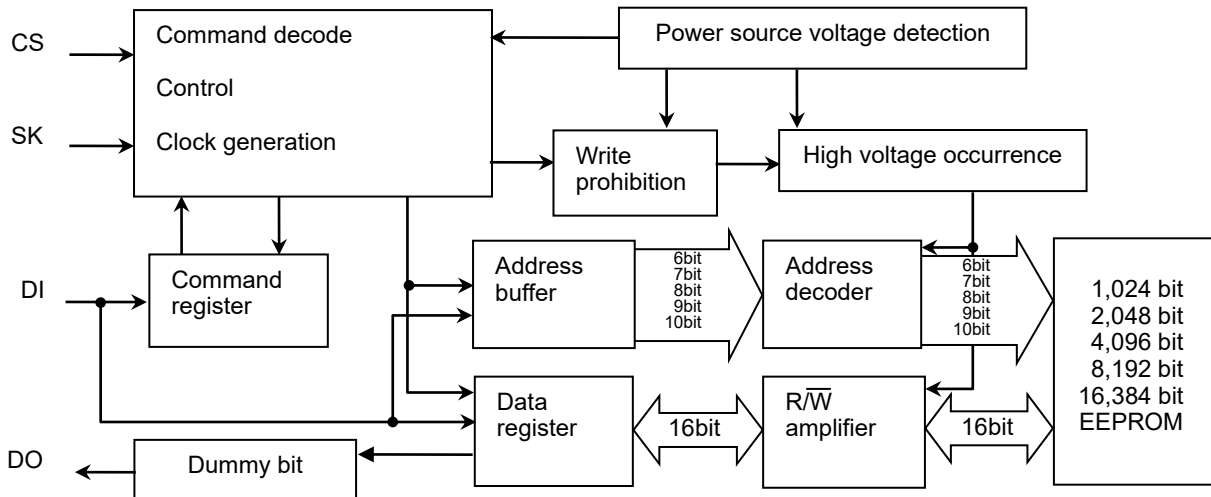 CS
Command decode
Control
Clock generation
Power source voltage detection
SK
Write
prohibition
High voltage occurrence
DI
Command
register
Address
buffer
6bit
7bit
8bit
9bit
10bit
Address
decoder
6bit
7bit
8bit
9bit
10bit
1,024 bit
2,048 bit
4,096 bit
8,192 bit
16,384 bit
EEPROM
Data
register
16bit
R/W̅
amplifier
16bit
DO
Dummy bit